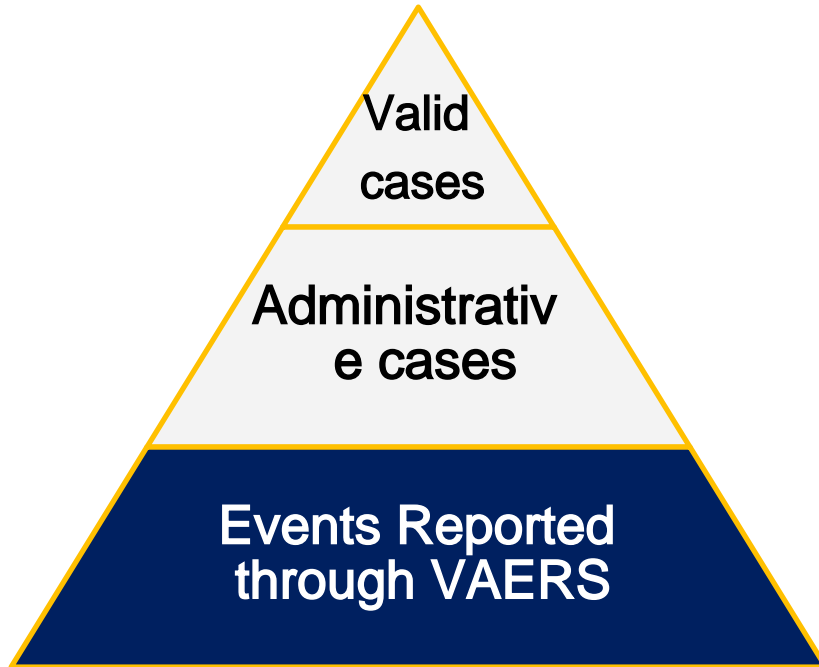 Valid
cases
Administrativ
e cases
Events Reported
through VAERS